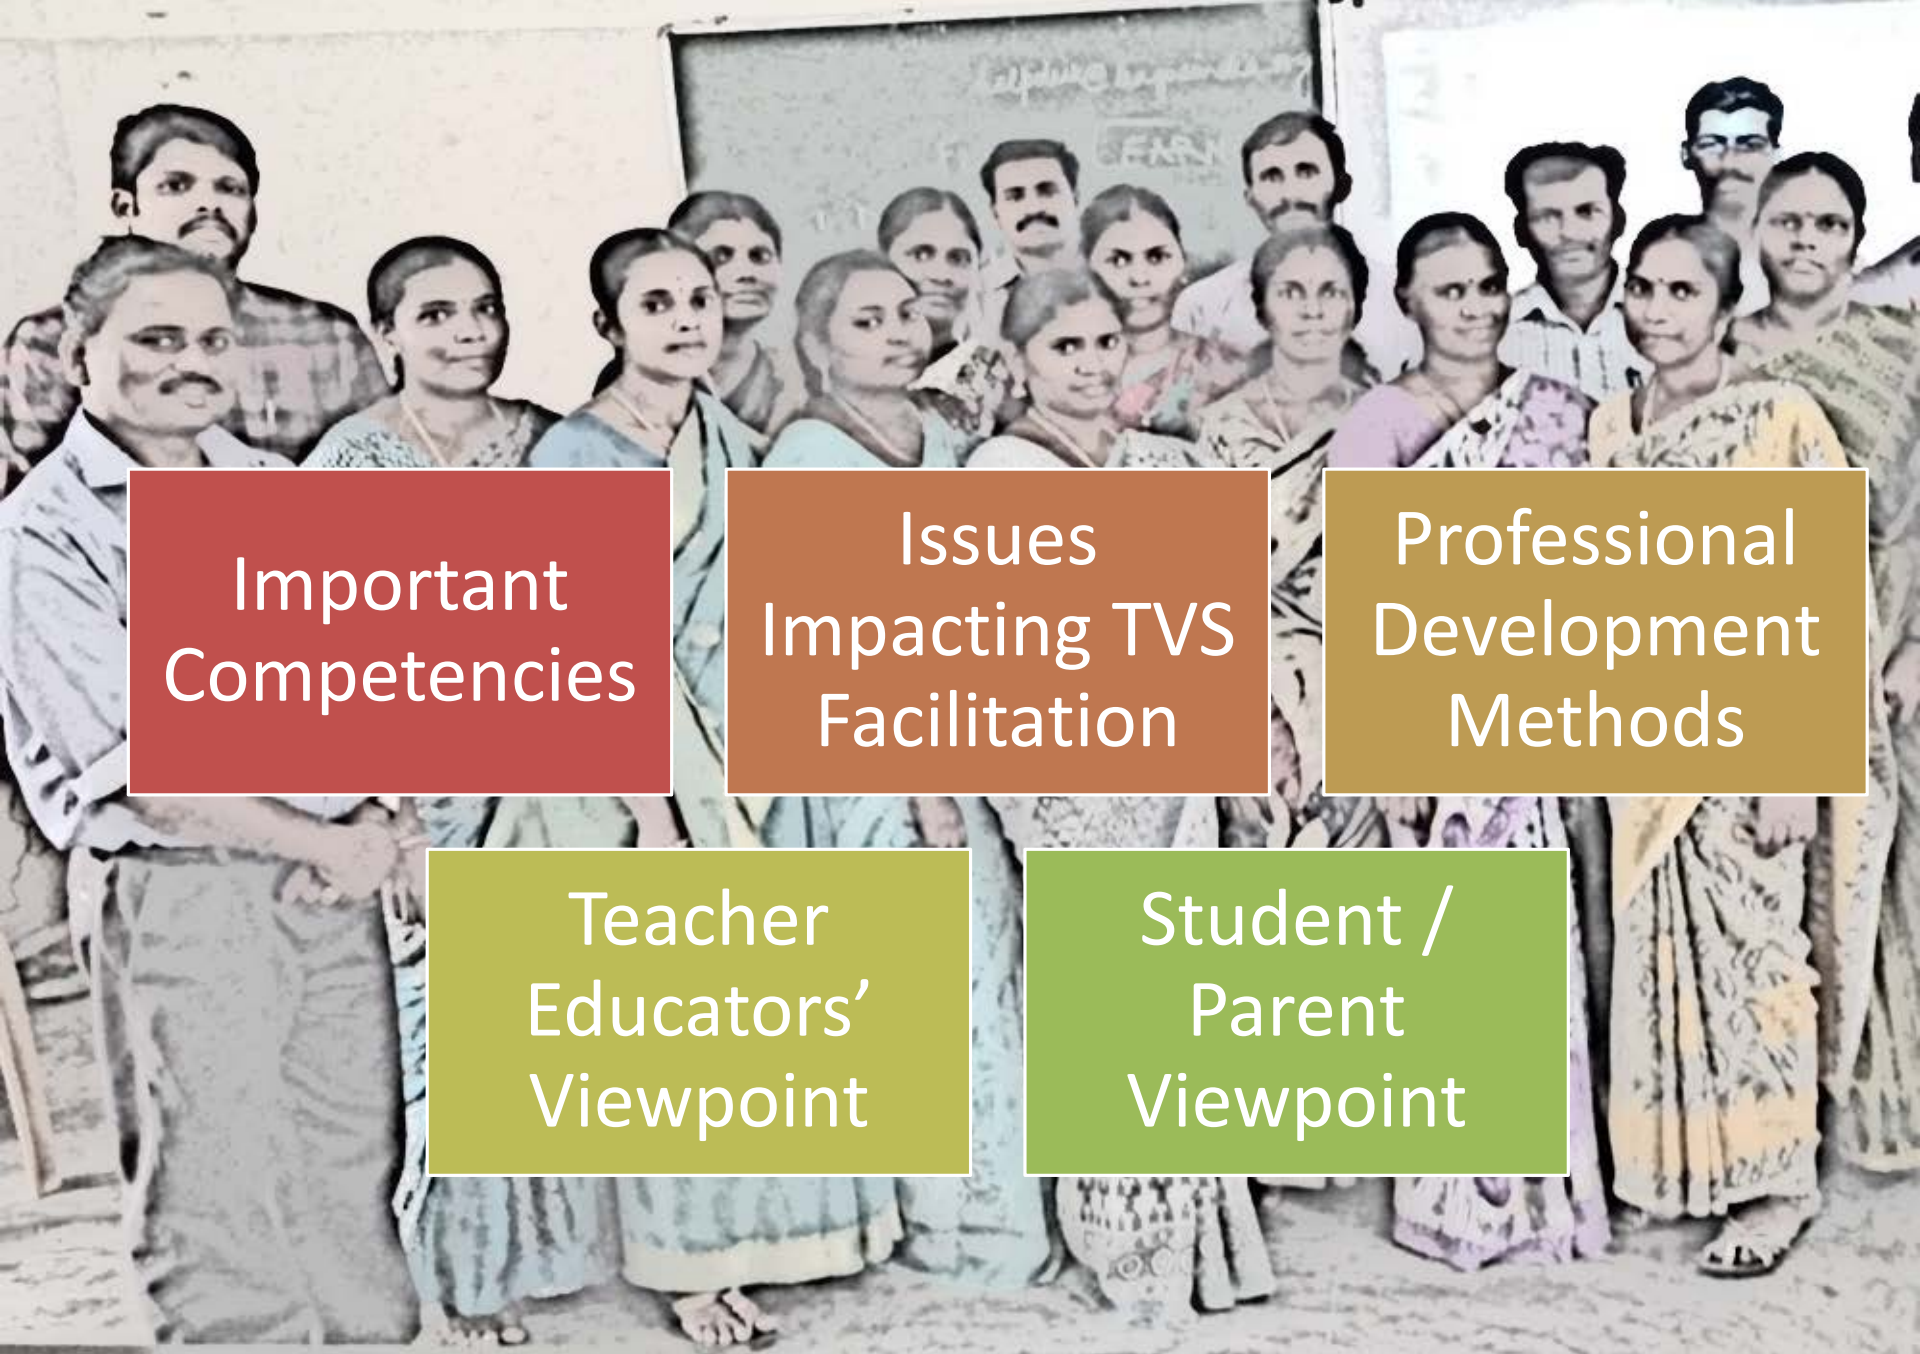 Important
Competencies
Issues
Impacting TVS
Facilitation
Professional
Development
Methods
Teacher
Educators’
Viewpoint
Student /
Parent
Viewpoint